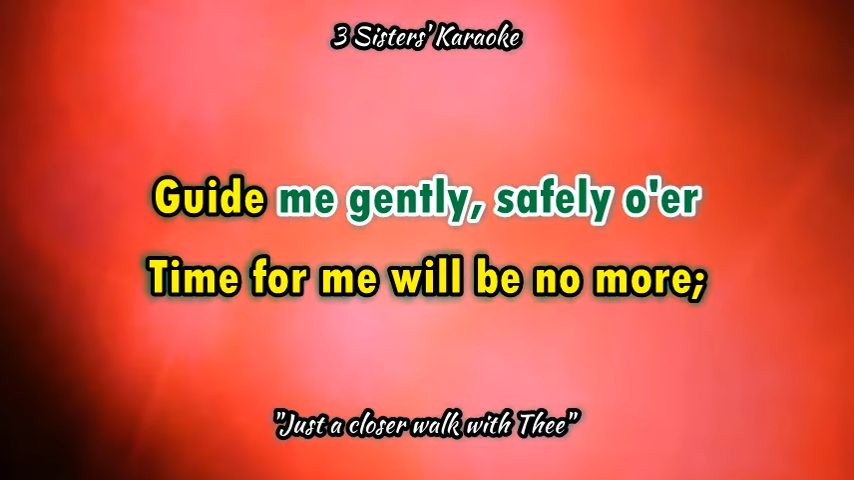 3 Sisters' Karaoke
Guide me gently, safely o'er
Time for me will be no more;
"Just a closer walk with Thee"